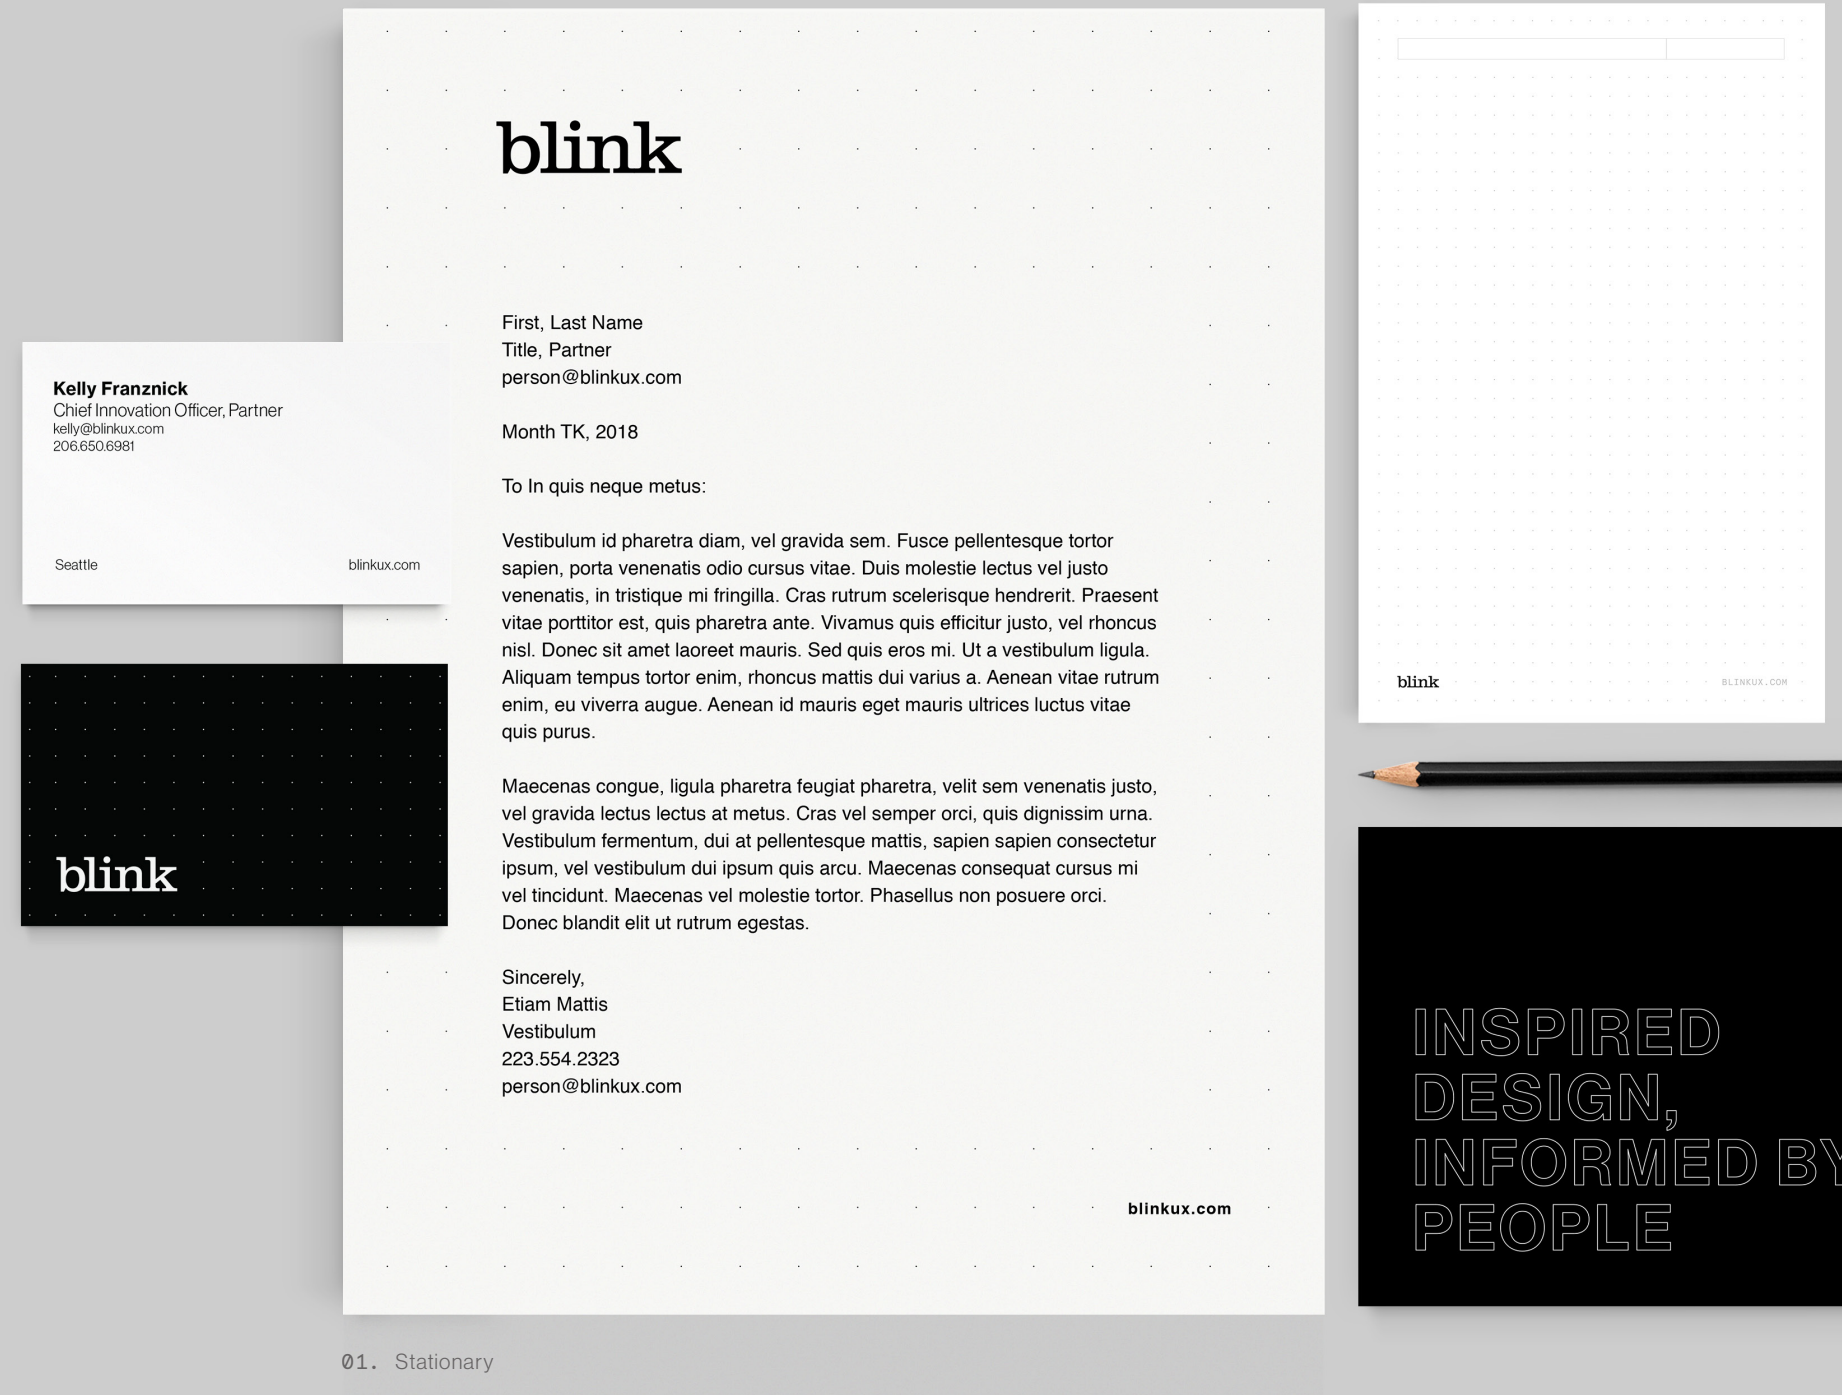 blink
First, Last Name
Title, Partner
person@blinkux.com
Month TK, 2018
To In quis neque metus:
Vestibulum id pharetra diam, vel gravida sem. Fusce pellentesque tortor
sapien, porta venenatis odio cursus vitae. Duis molestie lectus vel justo
venenatis, in tristique mi fringilla. Cras rutrum scelerisque hendrerit. Praesent
vitae porttitor est, quis pharetra ante. Vivamus quis efficitur justo, vel rhoncus
nisl. Donec sit amet laoreet mauris. Sed quis eros mi. Ut a vestibulum ligula.
Aliquam tempus tortor enim, rhoncus mattis dui varius a. Aenean vitae rutrum
enim, eu viverra augue. Aenean id mauris eget mauris ultrices luctus vitae
quis purus.
Maecenas congue, ligula pharetra feugiat pharetra, velit sem venenatis justo,
vel gravida lectus lectus at metus. Cras vel semper orci, quis dignissim urna.
Vestibulum fermentum, dui at pellentesque mattis, sapien sapien consectetur
ipsum, vel vestibulum dui ipsum quis arcu. Maecenas consequat cursus mi
vel tincidunt. Maecenas vel molestie tortor. Phasellus non posuere orci.
Donec blandit elit ut rutrum egestas.
Sincerely,
Etiam Mattis
Vestibulum
223.554.2323
person@blinkux.com
blinkux.com
Kelly Franznick
Chief Innovation Officer, Partner
kelly@blinkux.com
206.650.6981
Seattle
blinkux.com
blink
blink
BLINKUX.COM
INSPIRED
DESIGN,
INFORMED BY
PEOPLE
01. Stationary